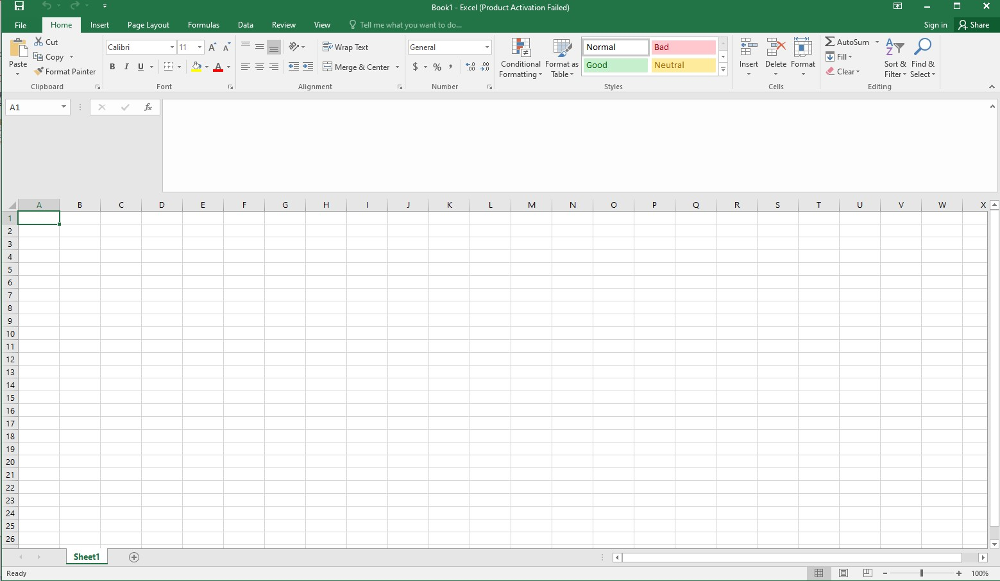 Book1 - Excel (Product Activation Failed)
File Home Insert Page Layout Formulas Data Review View Tell me what you want to do... Sign in Share
Paste Cut Copy Format Painter Clipboard
Calibri 11 A A B I U A Font
Wrap Text Merge & Center Alignment
General $ % , .00 .00 Number
Conditional Formatting Format as Table Normal Bad Good Neutral Styles
Insert Delete Format Cells
AutoSum Fill Clear Sort & Filter Find & Select Editing
A1 fx
A B C D E F G H I J K L M N O P Q R S T U V W X
1
2
3
4
5
6
7
8
9
10
11
12
13
14
15
16
17
18
19
20
21
22
23
24
25
26
Sheet1
Ready 100%